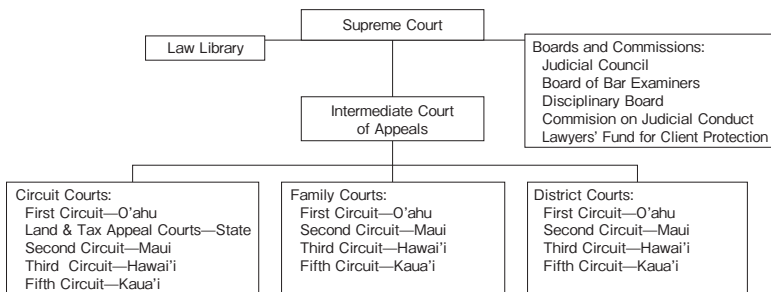 Supreme Court
Law Library
Boards and Commissions:
Judicial Council
Board of Bar Examiners
Disciplinary Board
Commision on Judicial Conduct
Lawyers' Fund for Client Protection
Intermediate Court
of Appeals
Circuit Courts:
First Circuit—O'ahu
Land & Tax Appeal Courts—State
Second Circuit—Maui
Third Circuit—Hawai'i
Fifth Circuit—Kaua'i
Family Courts:
First Circuit—O'ahu
Second Circuit—Maui
Third Circuit—Hawai'i
Fifth Circuit—Kaua'i
District Courts:
First Circuit—O'ahu
Second Circuit—Maui
Third Circuit—Hawai'i
Fifth Circuit—Kaua'i